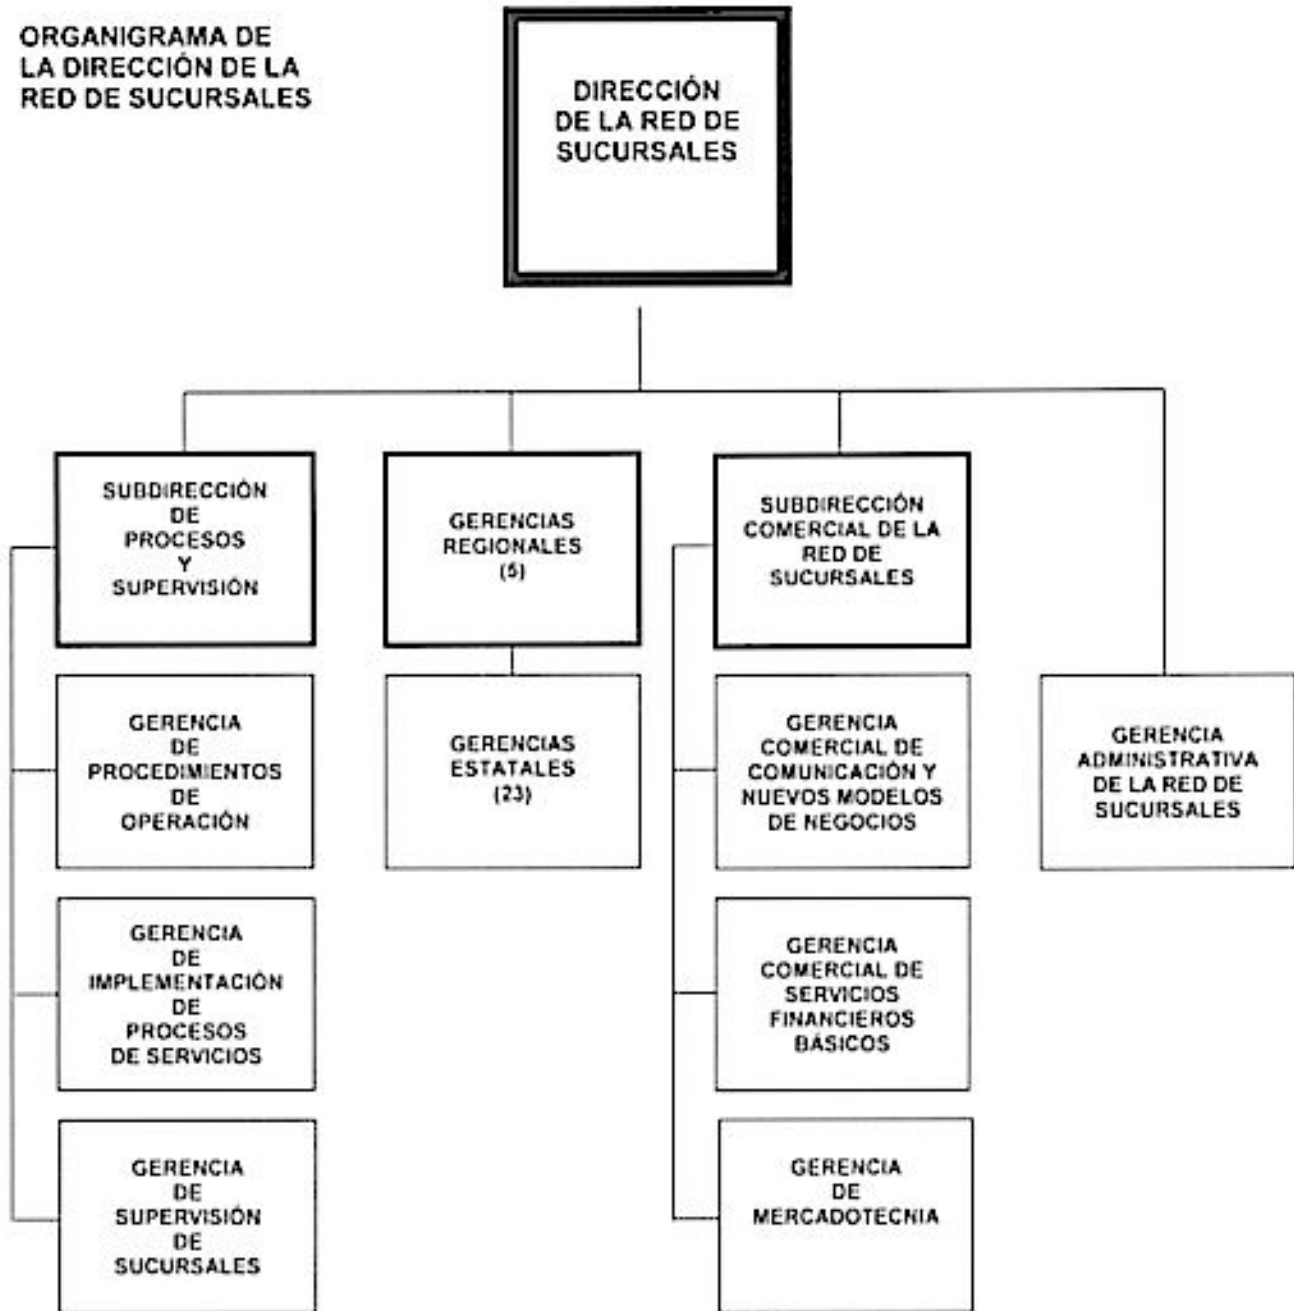 ORGANIGRAMA DE
LA DIRECCIÓN DE LA
RED DE SUCURSALES
DIRECCIÓN
DE LA RED DE
SUCURSALES
SUBDIRECCIÓN
DE
PROCESOS
Y
SUPERVISIÓN
GERENCIAS
REGIONALES
(5)
SUBDIRECCIÓN
COMERCIAL DE LA
RED DE
SUCURSALES
GERENCIA
DE
PROCEDIMIENTOS
DE
OPERACIÓN
GERENCIAS
ESTATALES
(23)
GERENCIA
COMERCIAL DE
COMUNICACIÓN Y
NUEVOS MODELOS
DE NEGOCIOS
GERENCIA
ADMINISTRATIVA
DE LA RED DE
SUCURSALES
GERENCIA
DE
IMPLEMENTACIÓN
DE
PROCESOS
DE SERVICIOS
GERENCIA
COMERCIAL DE
SERVICIOS
FINANCIEROS
BÁSICOS
GERENCIA
DE
SUPERVISIÓN
DE
SUCURSALES
GERENCIA
DE
MERCADOTECNIA